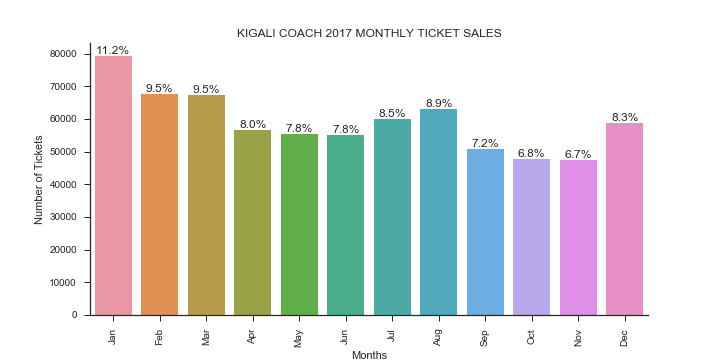 KIGALI COACH 2017 MONTHLY TICKET SALES
Number of Tickets
80000
70000
60000
50000
40000
30000
20000
10000
0
11.2%
9.5%
9.5%
8.0%
7.8%
7.8%
8.5%
8.9%
7.2%
6.8%
6.7%
8.3%
Jan
Feb
Mar
Apr
May
Jun
Jul
Aug
Sep
Oct
Nov
Dec
Months